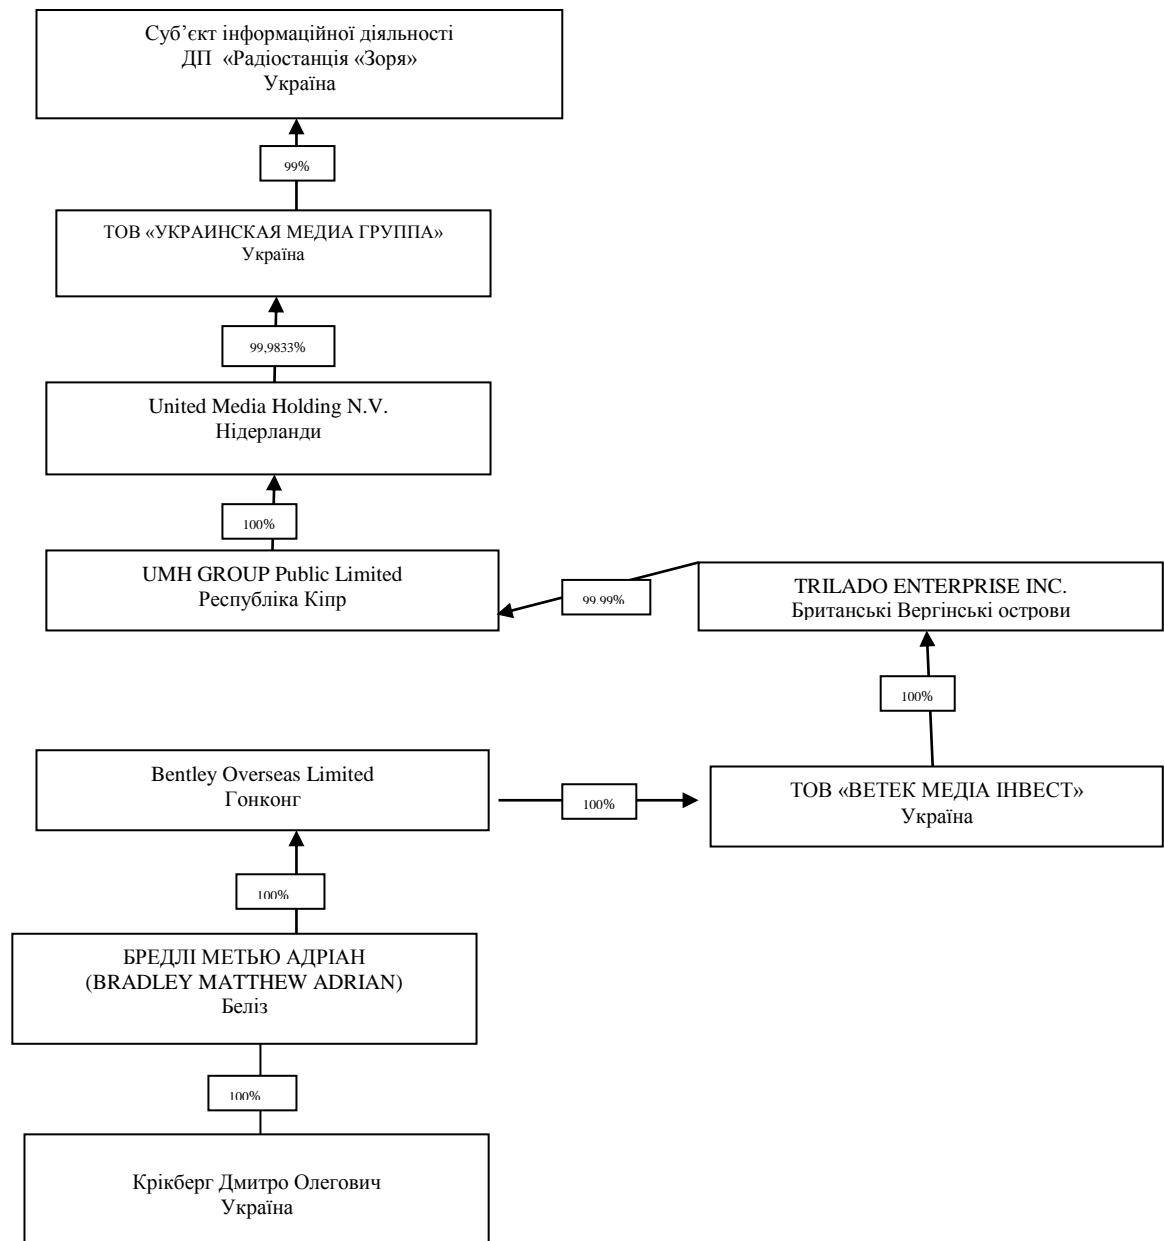 Суб’єкт інформаційної діяльності
ДП «Радіостанція «Зоря»
Україна
99%
ТОВ «УКРАИНСКАЯ МЕДИА ГРУППА»
Україна
99,9833%
United Media Holding N.V.
Нідерланди
100%
UMH GROUP Public Limited
Республіка Кіпр
99.99%
TRILADO ENTERPRISE INC.
Британські Вергінські острови
100%
Bentley Overseas Limited
Гонконг
100%
ТОВ «ВЕТЕК МЕДІА ІНВЕСТ»
Україна
100%
БРЕДЛІ МЕТЬЮ АДРІАН
(BRADLEY MATTHEW ADRIAN)
Беліз
100%
Крікберг Дмитро Олегович
Україна